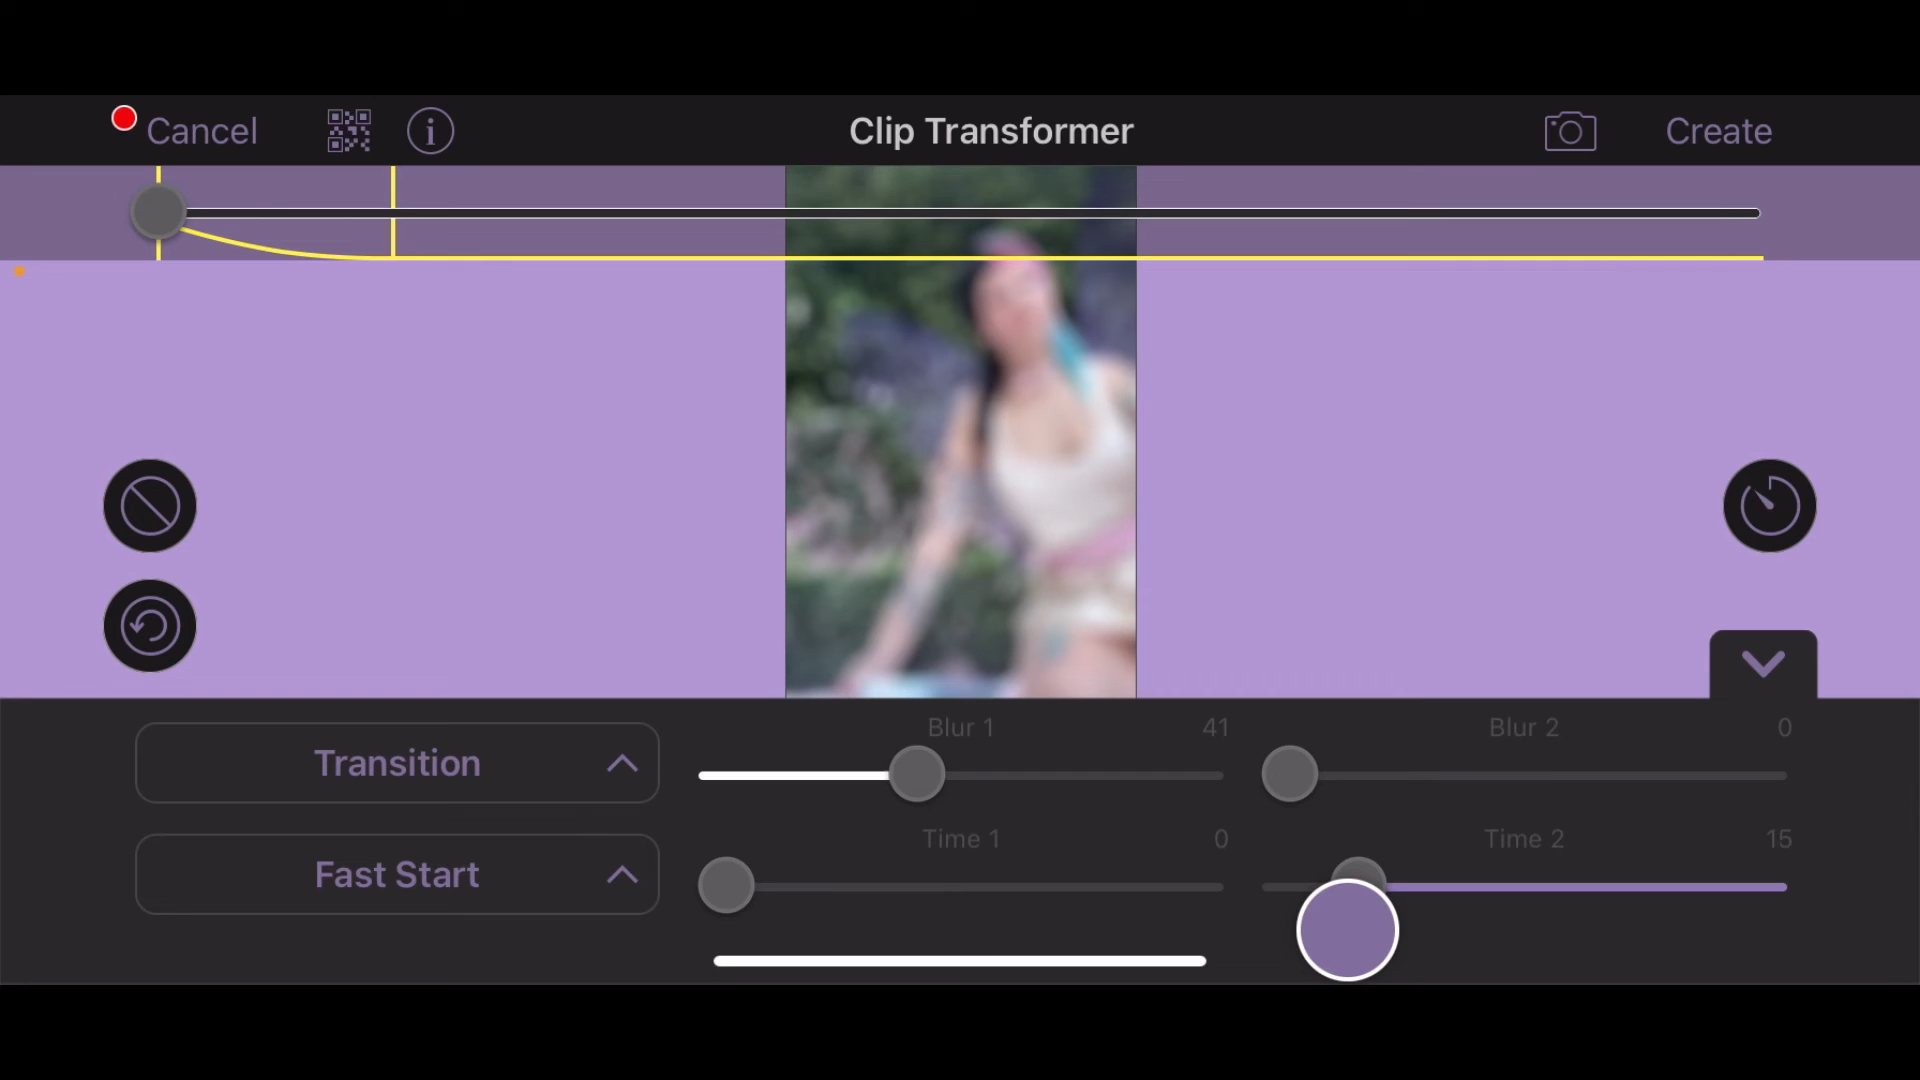 Cancel
Clip Transformer
Create
Transition
Blur 1
41
Blur 2
0
Fast Start
Time 1
0
Time 2
15